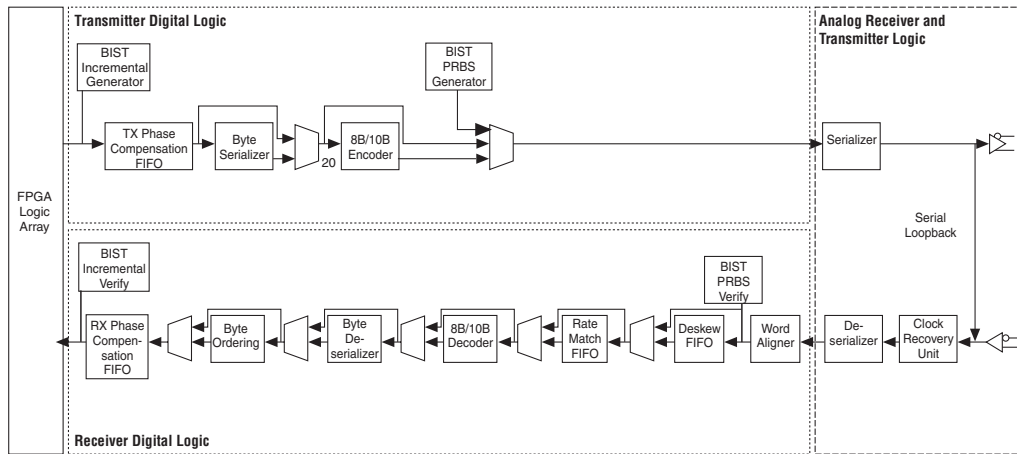 Transmitter Digital Logic
Analog Receiver and
Transmitter Logic
BIST
Incremental
Generator
BIST
PRBS
Generator
TX Phase
Compensation
FIFO
Byte
Serializer
20
8B/10B
Encoder
Serializer
FPGA
Logic
Array
Serial
Loopback
BIST
Incremental
Verify
BIST
PRBS
Verify
RX Phase
Compen-
sation
FIFO
Byte
Ordering
Byte
De-
serializer
8B/10B
Decoder
Rate
Match
FIFO
Deskew
FIFO
Word
Aligner
De-
serializer
Clock
Recovery
Unit
Receiver Digital Logic